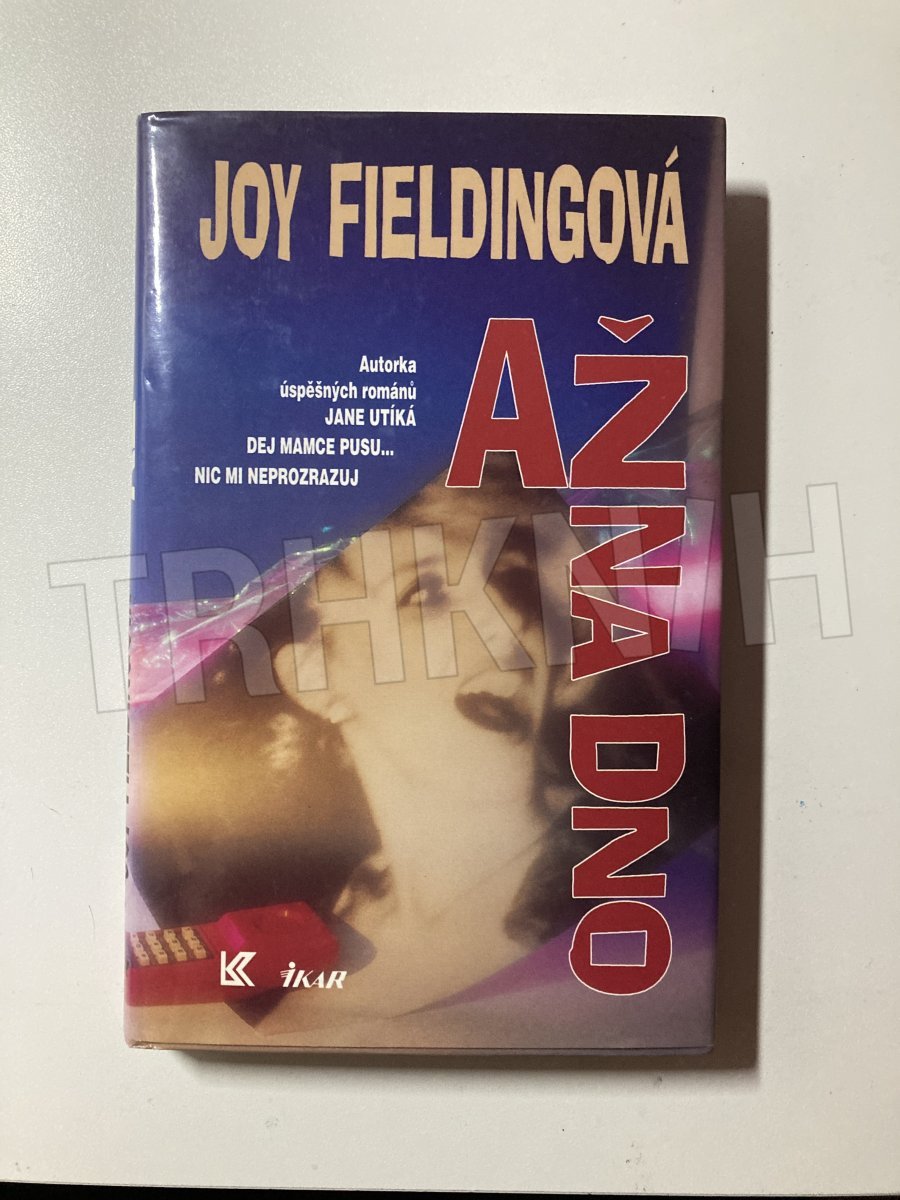 JOY FIELDINGOVÁ
AŽ NA DNO
Autorka
úspěšných románů
JANE UTÍKÁ
DEJ MAMCE PUSU...
NIC MI NEPROZRAZUJ
TRHKNIH
IKAR